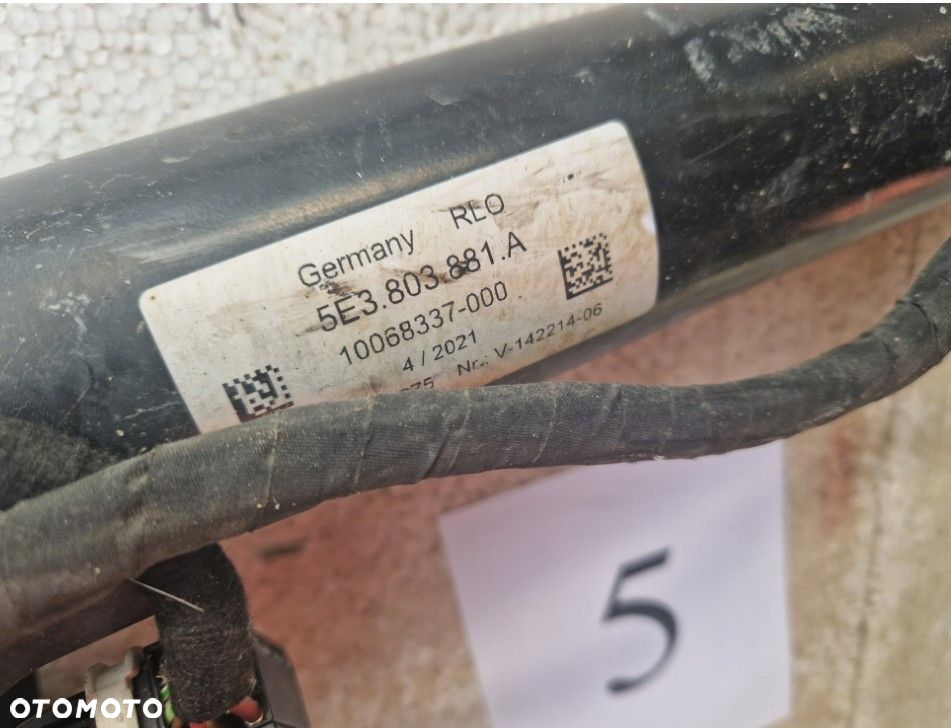 Germany RLO
5E3.803.881.A
10068337-000
4 / 2021
Nr.: V-142214-06
5
OTOMOTO